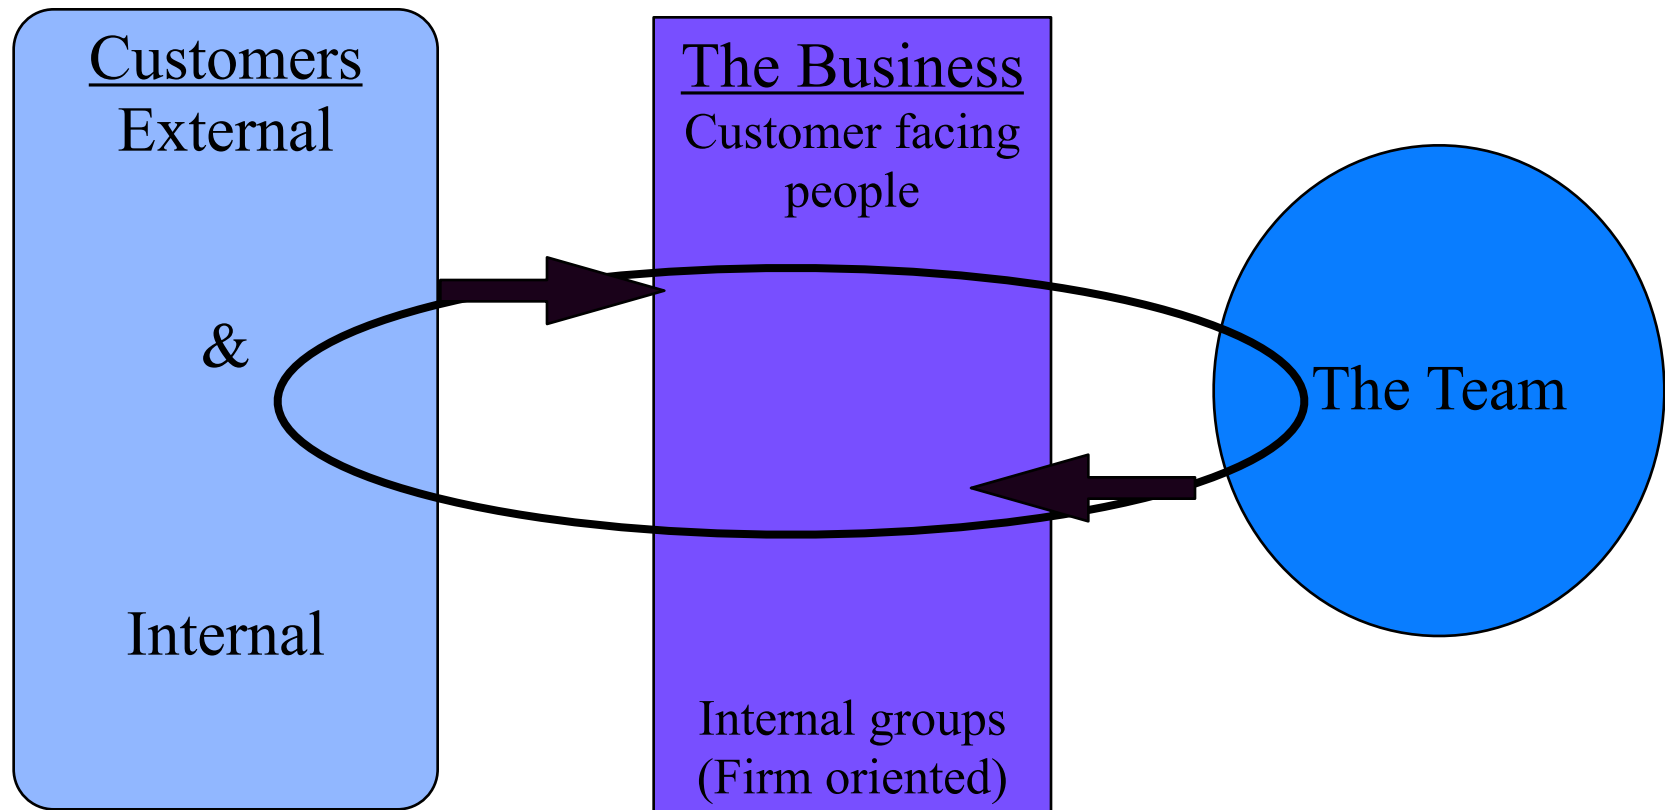 Customers
External
&
Internal
The Business
Customer facing
people
Internal groups
(Firm oriented)
The Team